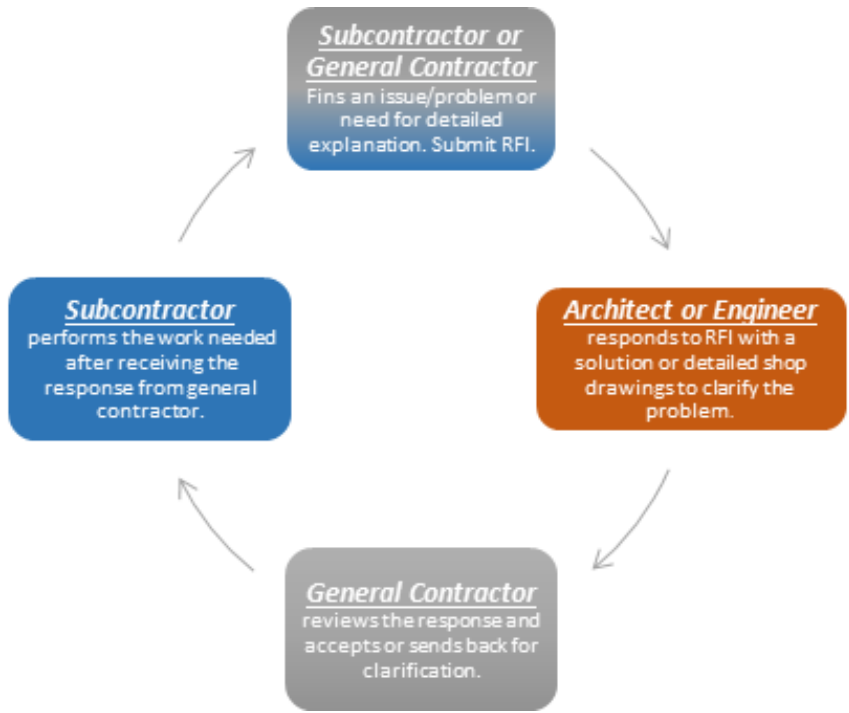 Subcontractor or
General Contractor
Fins an issue/problem or
need for detailed
explanation. Submit RFI.
Architect or Engineer
responds to RFI with a
solution or detailed shop
drawings to clarify the
problem.
General Contractor
reviews the response and
accepts or sends back for
clarification.
Subcontractor
performs the work needed
after receiving the
response from general
contractor.